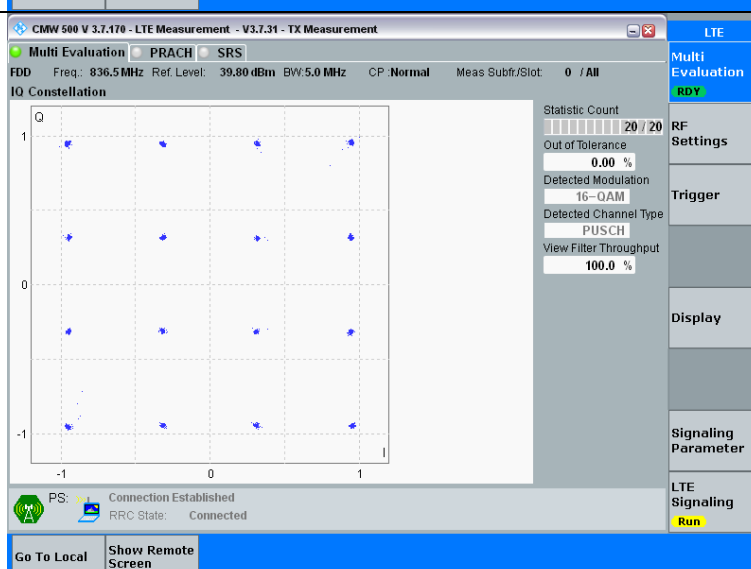 CMW 500 V 3.7.170 - LTE Measurement - V3.7.31 - TX Measurement
LTE
Multi Evaluation PRACH SRS
FDD Freq.: 836.5 MHz Ref. Level: 39.80 dBm BW: 5.0 MHz CP :Normal Meas Subfr./Slot: 0 / All
IQ Constellation
Q
1
0
-1
I
-1 0 1
Statistic Count
20 / 20
Out of Tolerance
0.00 %
Detected Modulation
16-QAM
Detected Channel Type
PUSCH
View Filter Throughput
100.0 %
Multi
Evaluation
RDY
RF
Settings
Trigger
Display
Signaling
Parameter
LTE
Signaling
Run
PS: Connection Established
RRC State: Connected
Go To Local
Show Remote
Screen